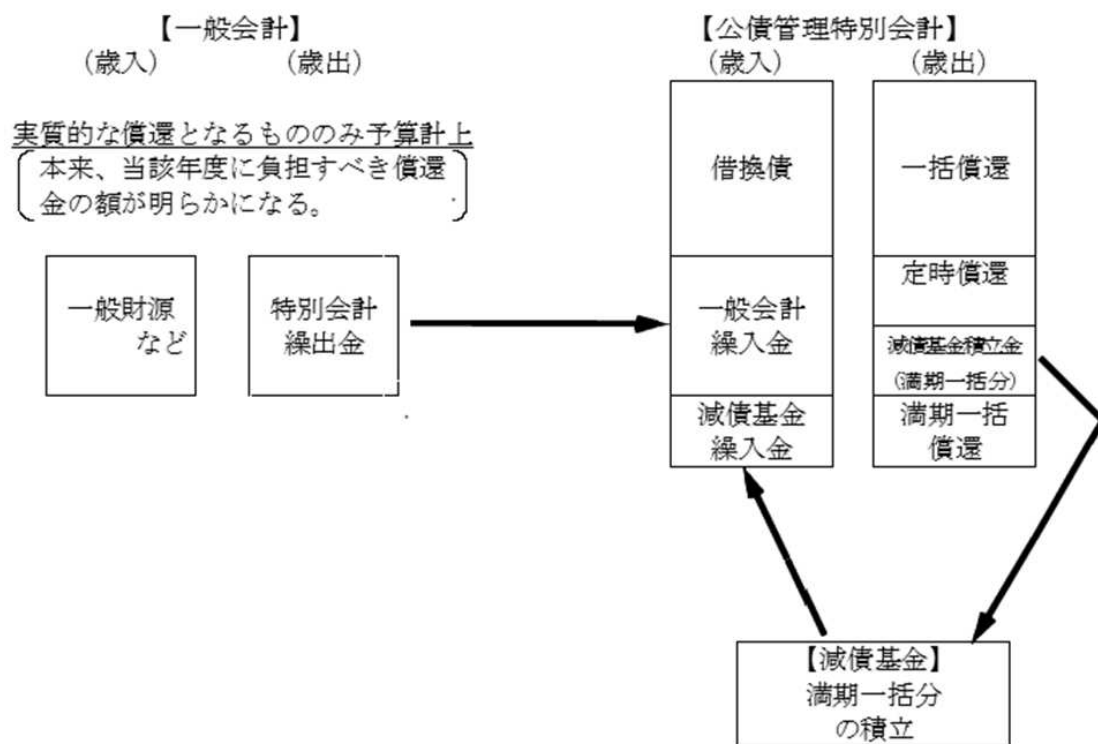 【一般会計】
(歳入)
(歳出)
実質的な償還となるもののみ予算計上
本来、当該年度に負担すべき償還
金の額が明らかになる。
一般財源
など
特別会計
繰出金
【公債管理特別会計】
(歳入)
(歳出)
借換債
一括償還
一般会計
繰入金
定時償還
減債基金積立金
(満期一括分)
減債基金
繰入金
満期一括
償還
【減債基金】
満期一括分
の積立